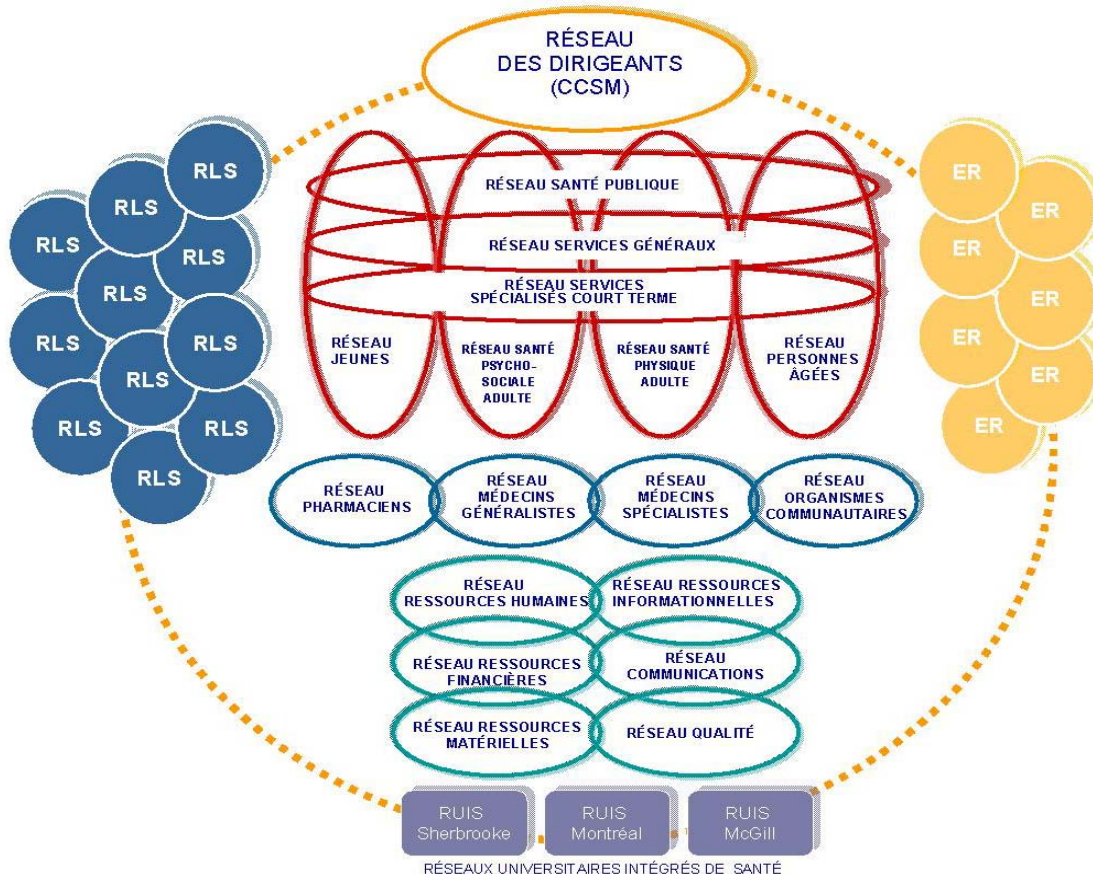 RÉSEAU
DES DIRIGEANTS
(CCSM)
RLS
RLS
RLS
RLS
RLS
RLS
RLS
RLS
RLS
RLS
RLS
RÉSEAU SANTÉ PUBLIQUE
RÉSEAU SERVICES GÉNÉRAUX
RÉSEAU SERVICES
SPÉCIALISÉS COURT TERME
RÉSEAU
JEUNES
RÉSEAU SANTÉ
PSYCHO-
SOCIALE
ADULTE
RÉSEAU SANTÉ
PHYSIQUE
ADULTE
RÉSEAU
PERSONNES
ÂGÉES
ER
ER
ER
ER
ER
ER
ER
RÉSEAU
PHARMACIENS
RÉSEAU
MÉDECINS
GÉNÉRALISTES
RÉSEAU
MÉDECINS
SPÉCIALISTES
RÉSEAU
ORGANISMES
COMMUNAUTAIRES
RÉSEAU
RESSOURCES HUMAINES
RÉSEAU RESSOURCES
INFORMATIONNELLES
RÉSEAU RESSOURCES
FINANCIÈRES
RÉSEAU
COMMUNICATIONS
RÉSEAU RESSOURCES
MATÉRIELLES
RÉSEAU QUALITÉ
RUIS
Sherbrooke
RUIS
Montréal
RUIS
McGill
RÉSEAUX UNIVERSITAIRES INTÉGRÉS DE SANTÉ